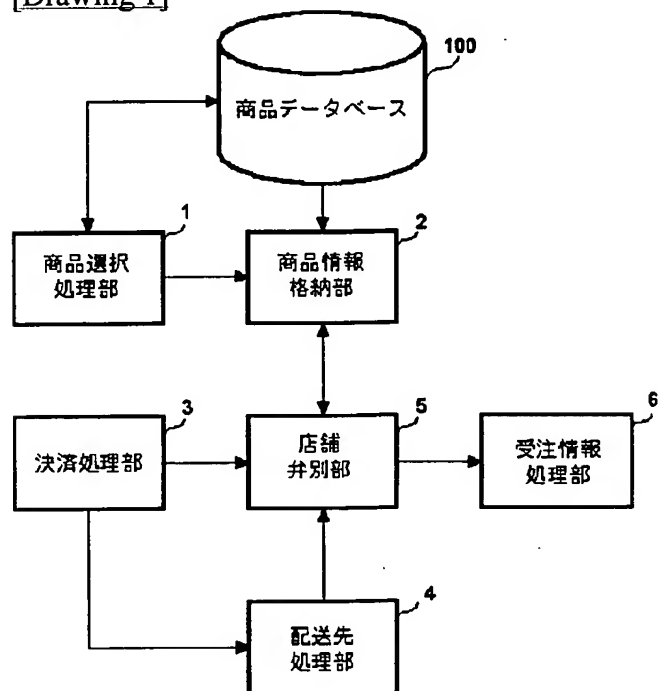 [Drawing 1]
100
商品データベース
1
2
商品選択
処理部
商品情報
格納部
3
5
6
決済処理部
店舗
弁別部
受注情報
処理部
4
配送先
処理部